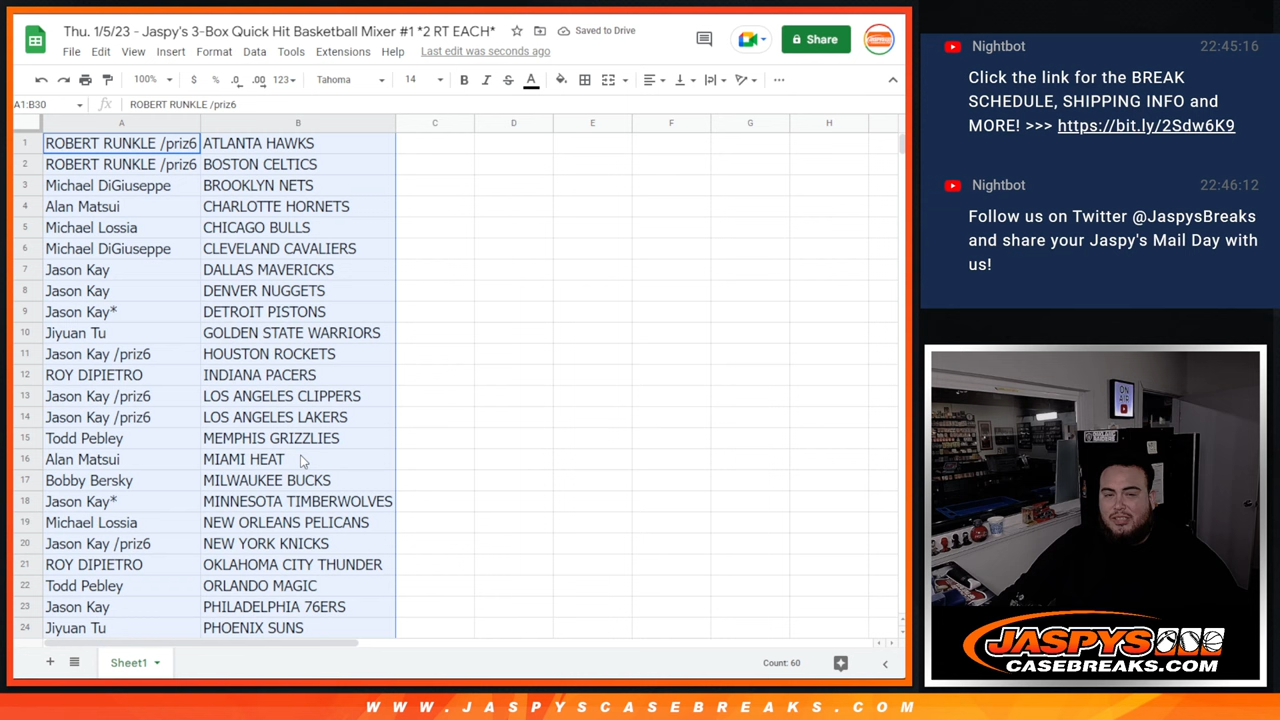 Thu. 1/5/23 - Jaspy's 3-Box Quick Hit Basketball Mixer #1 *2 RT EACH*
Saved to Drive
Share
File Edit View Insert Format Data Tools Extensions Help Last edit was seconds ago
100% $ % .0 .00 123 Tahoma 14 B I S A
A1:B30 fx ROBERT RUNKLE /priz6
A B C D E F G H
1 ROBERT RUNKLE /priz6 ATLANTA HAWKS
2 ROBERT RUNKLE /priz6 BOSTON CELTICS
3 Michael DiGiuseppe BROOKLYN NETS
4 Alan Matsui CHARLOTTE HORNETS
5 Michael Lossia CHICAGO BULLS
6 Michael DiGiuseppe CLEVELAND CAVALIERS
7 Jason Kay DALLAS MAVERICKS
8 Jason Kay DENVER NUGGETS
9 Jason Kay* DETROIT PISTONS
10 Jiyuan Tu GOLDEN STATE WARRIORS
11 Jason Kay /priz6 HOUSTON ROCKETS
12 ROY DIPIETRO INDIANA PACERS
13 Jason Kay /priz6 LOS ANGELES CLIPPERS
14 Jason Kay /priz6 LOS ANGELES LAKERS
15 Todd Pebley MEMPHIS GRIZZLIES
16 Alan Matsui MIAMI HEAT
17 Bobby Bersky MILWAUKEE BUCKS
18 Jason Kay* MINNESOTA TIMBERWOLVES
19 Michael Lossia NEW ORLEANS PELICANS
20 Jason Kay /priz6 NEW YORK KNICKS
21 ROY DIPIETRO OKLAHOMA CITY THUNDER
22 Todd Pebley ORLANDO MAGIC
23 Jason Kay PHILADELPHIA 76ERS
24 Jiyuan Tu PHOENIX SUNS
Sheet1
Count: 60
Nightbot 22:45:16
Click the link for the BREAK
SCHEDULE, SHIPPING INFO and
MORE! >>> https://bit.ly/2Sdw6K9
Nightbot 22:46:12
Follow us on Twitter @JaspysBreaks
and share your Jaspy's Mail Day with
us!
ON
AIR
JASPYS
CASEBREAKS.COM
WWW.JASPYSCASEBREAKS.COM